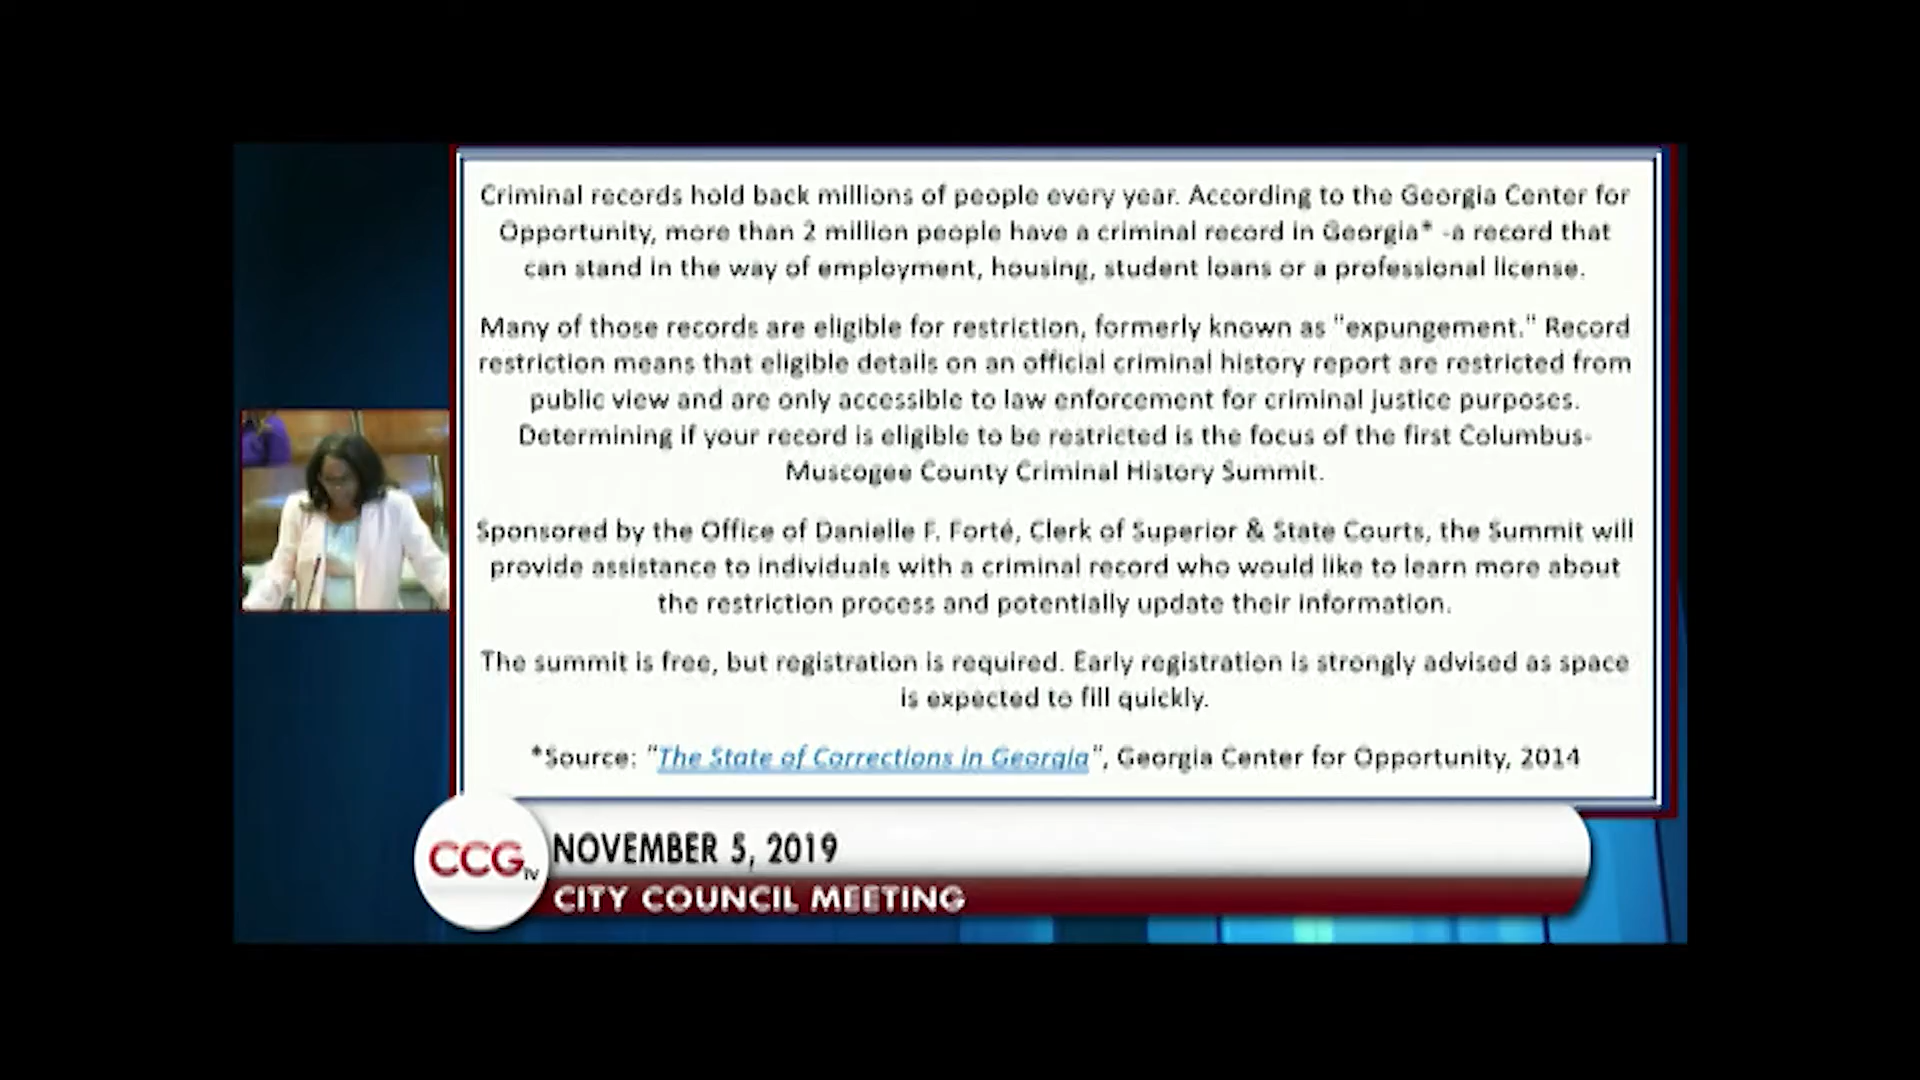 Criminal records hold back millions of people every year. According to the Georgia Center for
Opportunity, more than 2 million people have a criminal record in Georgia* -a record that
can stand in the way of employment, housing, student loans or a professional license.
Many of those records are eligible for restriction, formerly known as "expungement." Record
restriction means that eligible details on an official criminal history report are restricted from
public view and are only accessible to law enforcement for criminal justice purposes.
Determining if your record is eligible to be restricted is the focus of the first Columbus-
Muscogee County Criminal History Summit.
Sponsored by the Office of Danielle F. Forté, Clerk of Superior & State Courts, the Summit will
provide assistance to individuals with a criminal record who would like to learn more about
the restriction process and potentially update their information.
The summit is free, but registration is required. Early registration is strongly advised as space
is expected to fill quickly.
*Source: "The State of Corrections in Georgia", Georgia Center for Opportunity, 2014
CCG TV
NOVEMBER 5, 2019
CITY COUNCIL MEETING